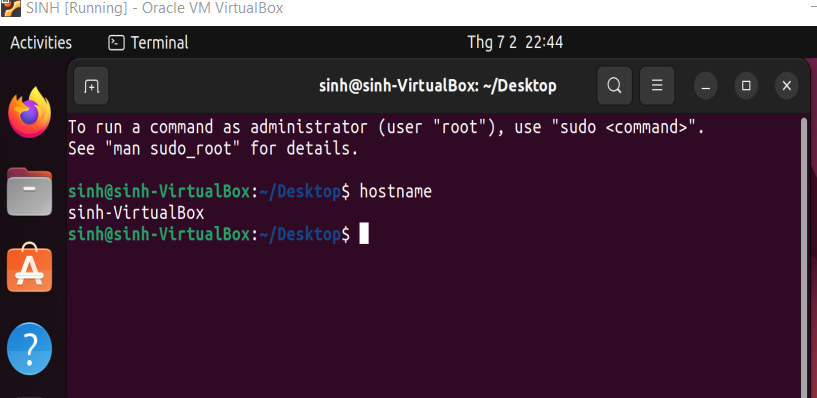 SINH [Running] - Oracle VM VirtualBox
Activities
Terminal
Thg 7 2 22:44
sinh@sinh-VirtualBox: ~/Desktop
To run a command as administrator (user "root"), use "sudo <command>".
See "man sudo_root" for details.
sinh@sinh-VirtualBox:~/Desktop$ hostname
sinh-VirtualBox
sinh@sinh-VirtualBox:~/Desktop$